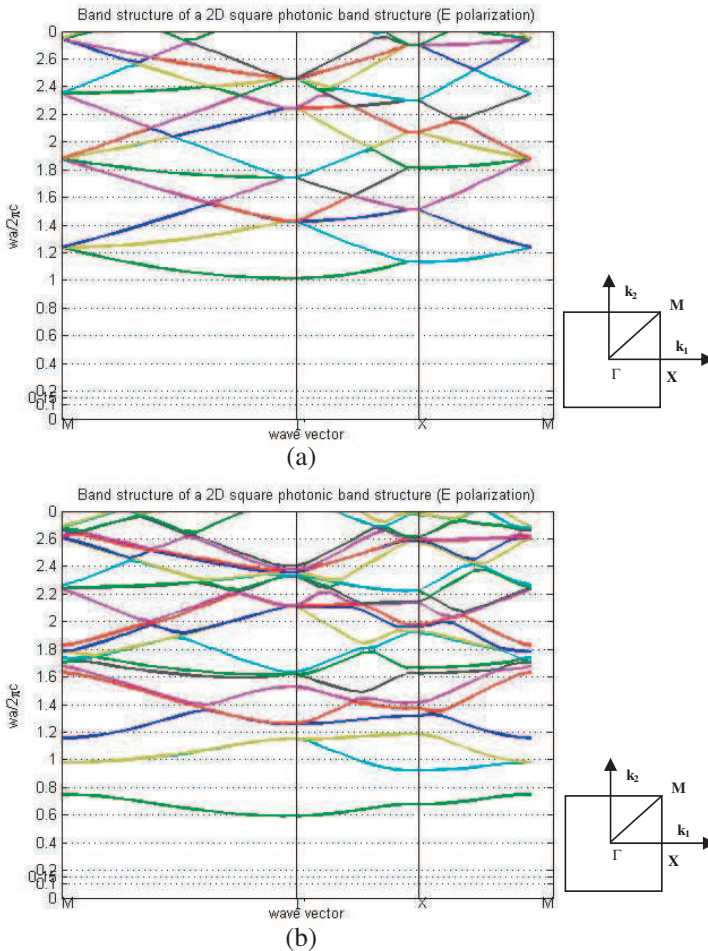 Band structure of a 2D square photonic band structure (E polarization)
0
2.6
2.4
2.2
2
1.8
1.6
1.4
1.2
1
0.8
0.6
0.4
0.2
0.15
0.1
0
wa/2πc
M
Γ
X
M
wave vector
k2
M
k1
Γ
X
(a)
Band structure of a 2D square photonic band structure (E polarization)
0
2.6
2.4
2.2
2
1.8
1.6
1.4
1.2
1
0.8
0.6
0.4
0.2
0.15
0.1
0
wa/2πc
M
Γ
X
M
wave vector
k2
M
k1
Γ
X
(b)